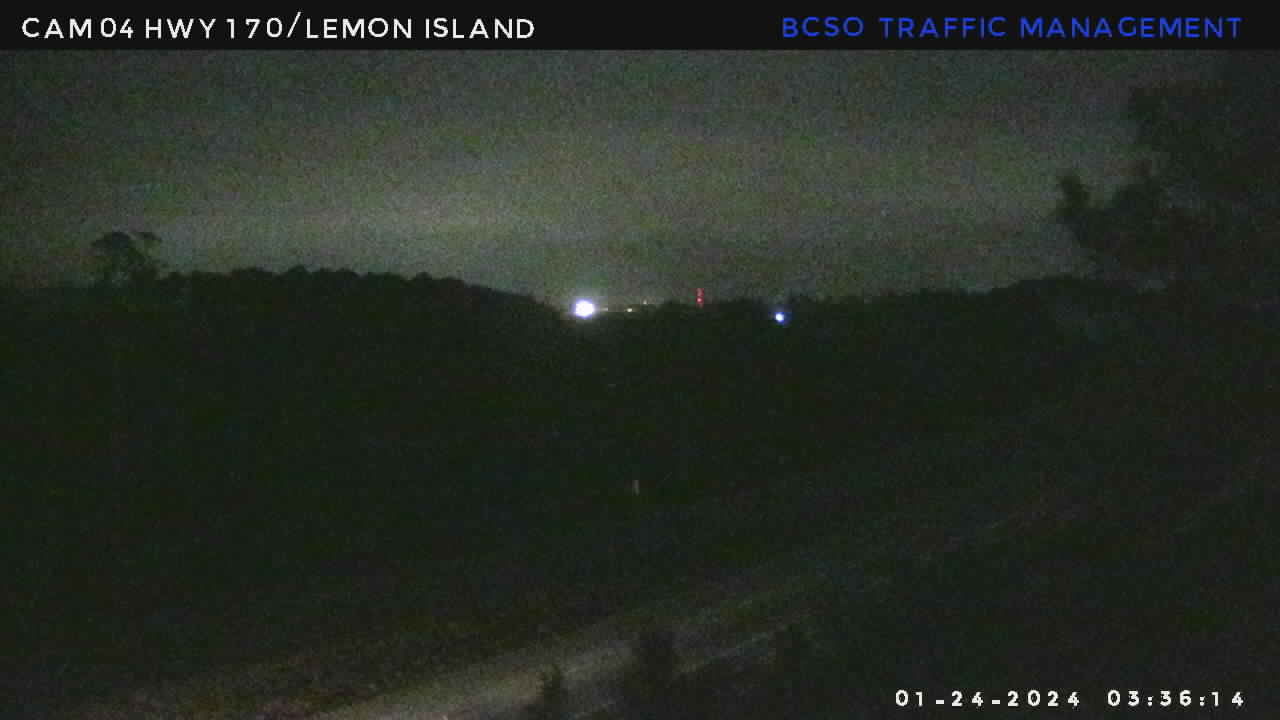 CAM04 HWY 170/LEMON ISLAND
BCSO TRAFFIC MANAGEMENT
01-24-2024 03:36:14